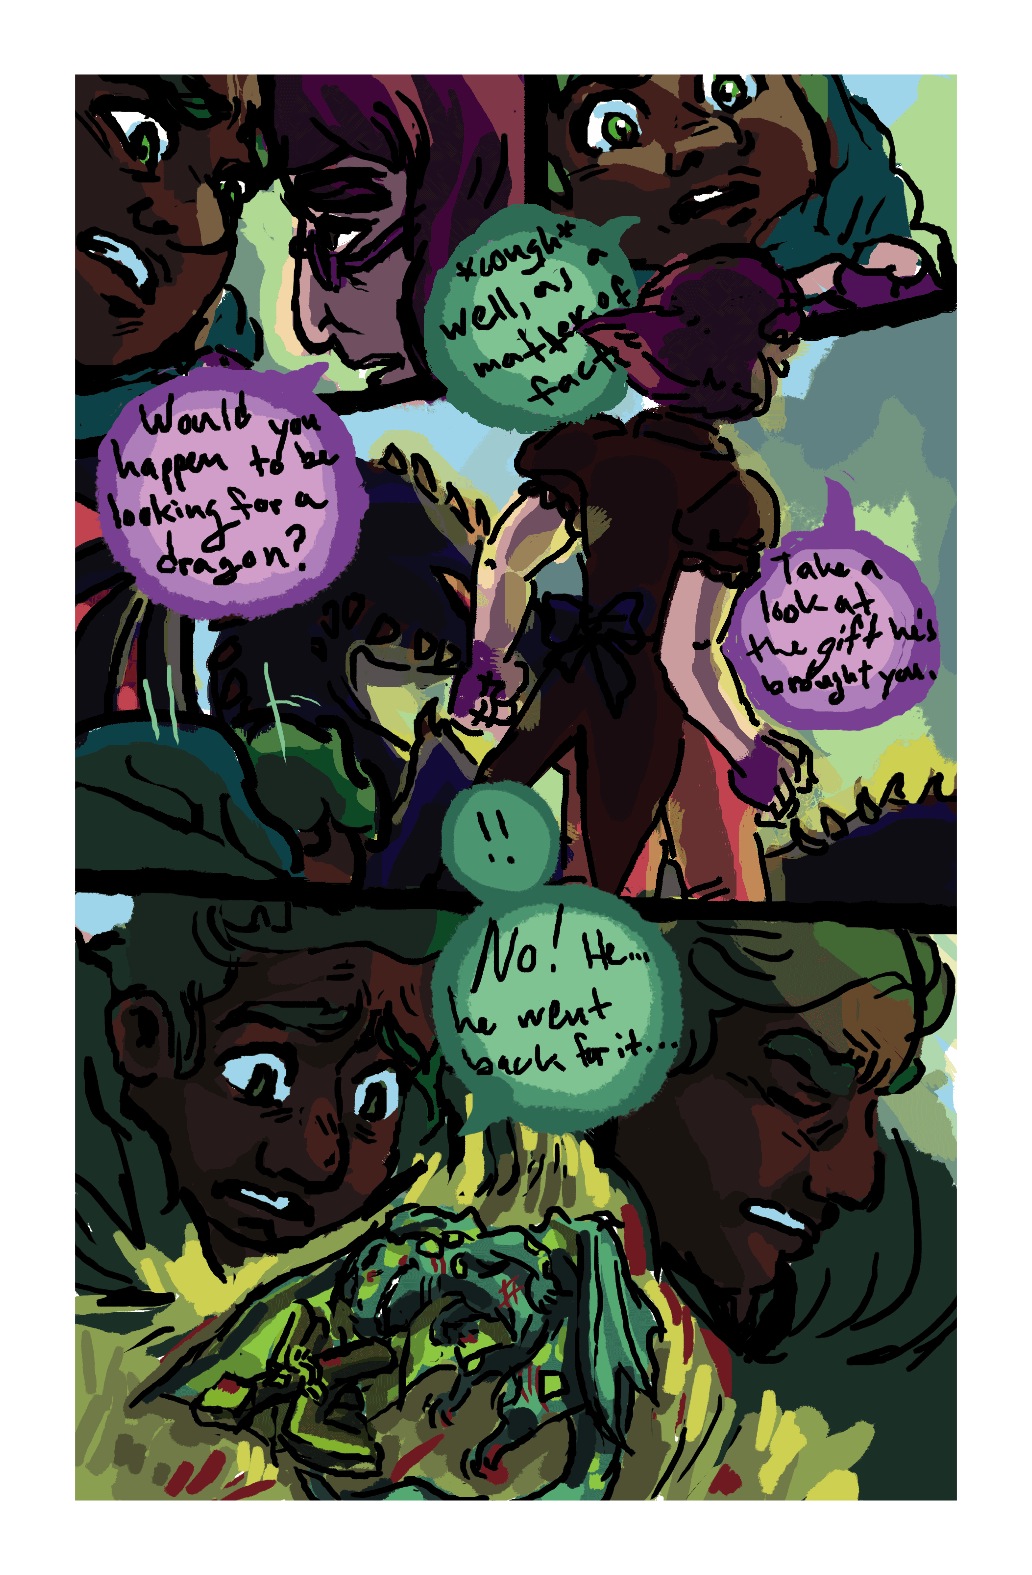 *cough*
well, as a
matter of
fact
Would you
happen to be
looking for a
dragon?
Take a
look at
the gift he's
brought you.
!!
No! He...
he went
back for it...